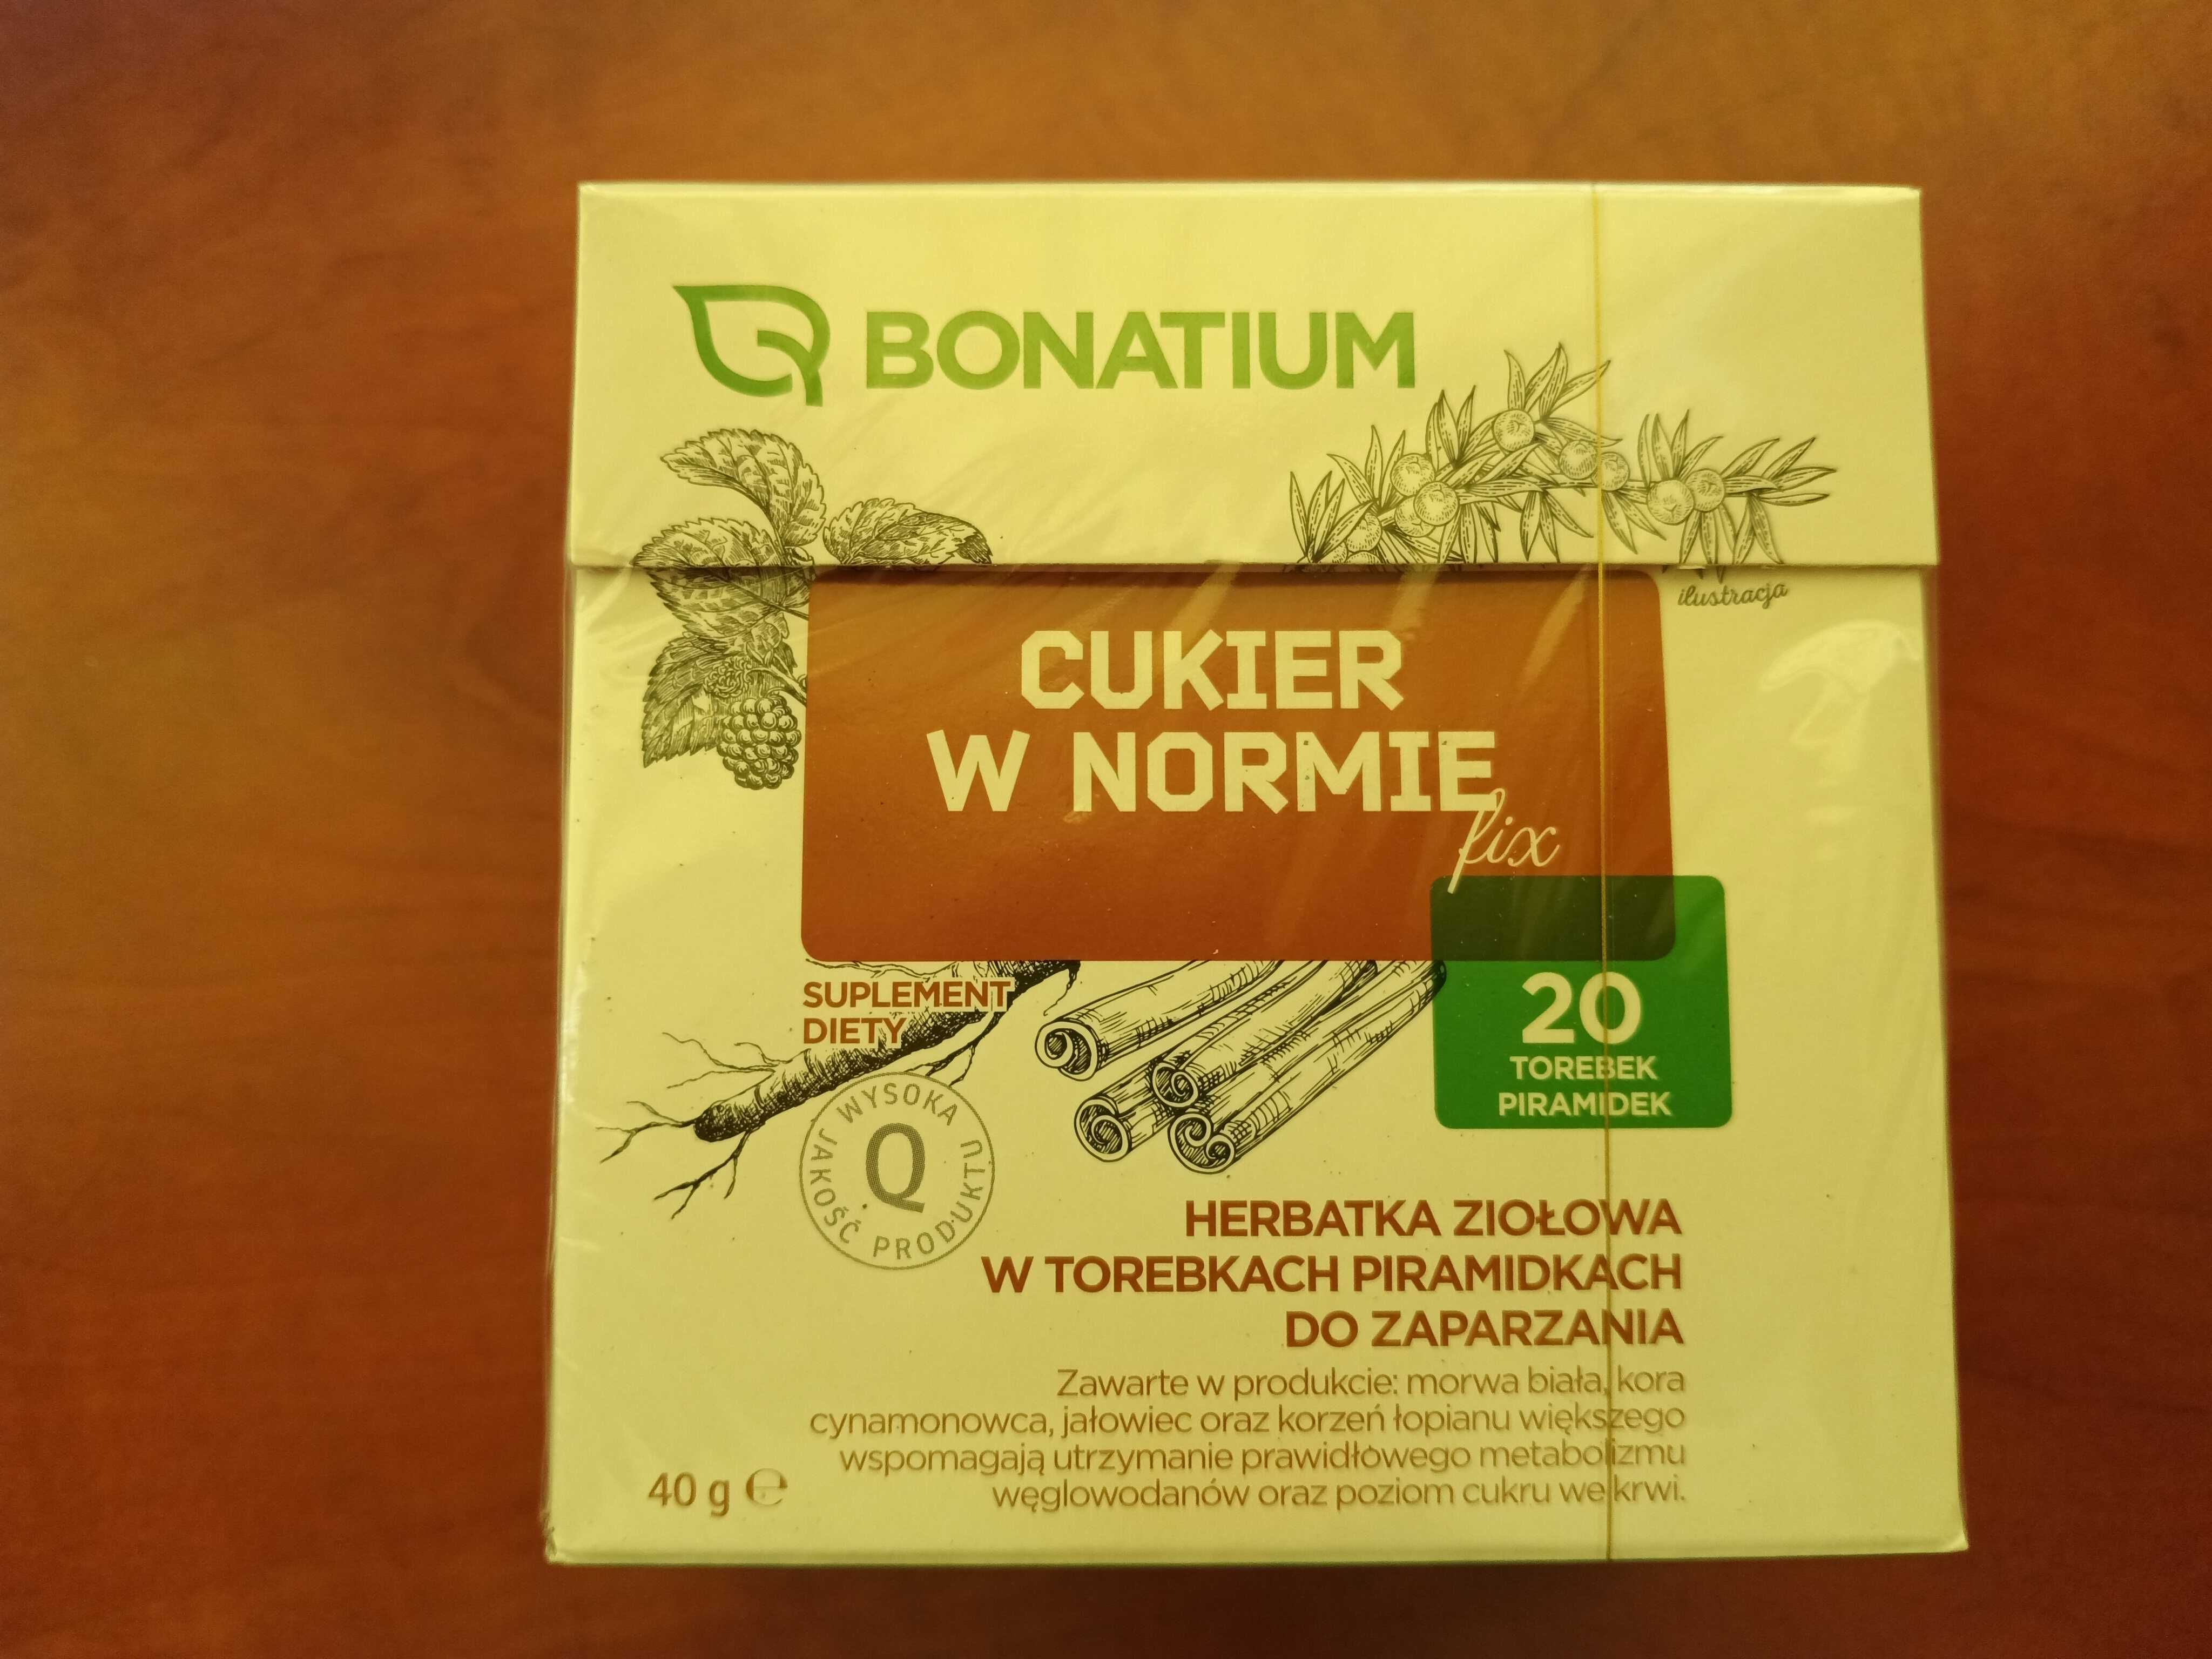 BONATIUM
ilustracja
CUKIER
W NORMIE
fix
20
TOREBEK
PIRAMIDEK
SUPLEMENT
DIETY
WYSOKA JAKOŚĆ PRODUKTU
Q
HERBATKA ZIOŁOWA
W TOREBKACH PIRAMIDKACH
DO ZAPARZANIA
Zawarte w produkcie: morwa biała, kora
cynamonowca, jałowiec oraz korzeń łopianu większego
wspomagają utrzymanie prawidłowego metabolizmu
węglowodanów oraz poziom cukru we krwi.
40 g ℮